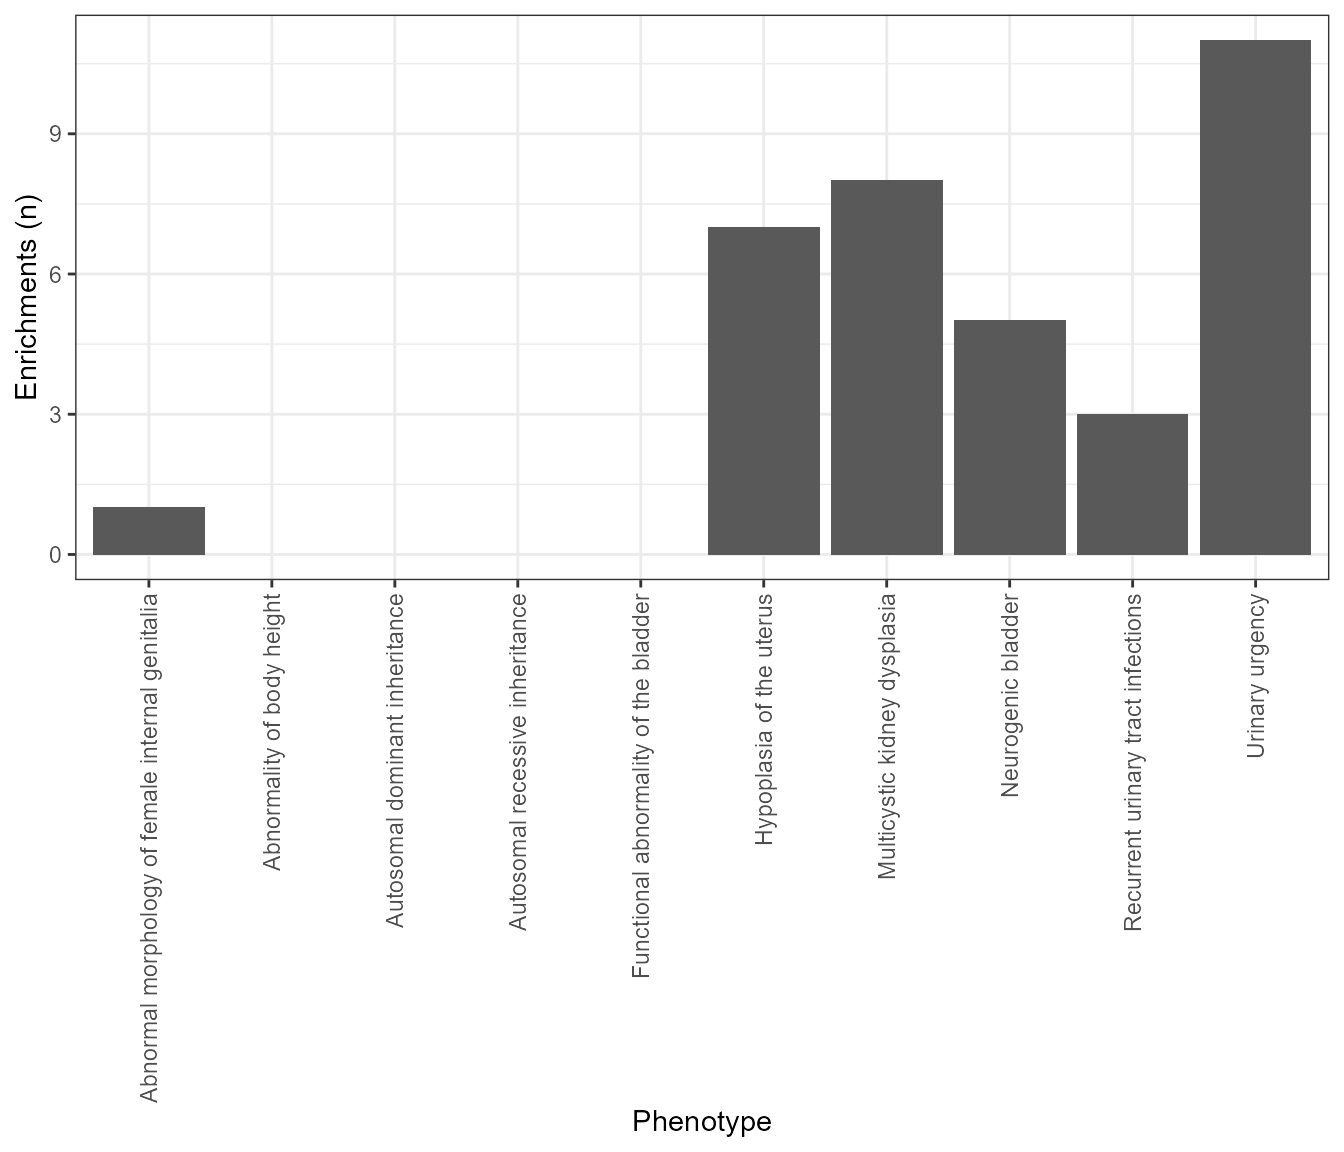 Enrichments (n)
9
6
3
0
Abnormal morphology of female internal genitalia
Abnormality of body height
Autosomal dominant inheritance
Autosomal recessive inheritance
Functional abnormality of the bladder
Hypoplasia of the uterus
Multicystic kidney dysplasia
Neurogenic bladder
Recurrent urinary tract infections
Urinary urgency
Phenotype